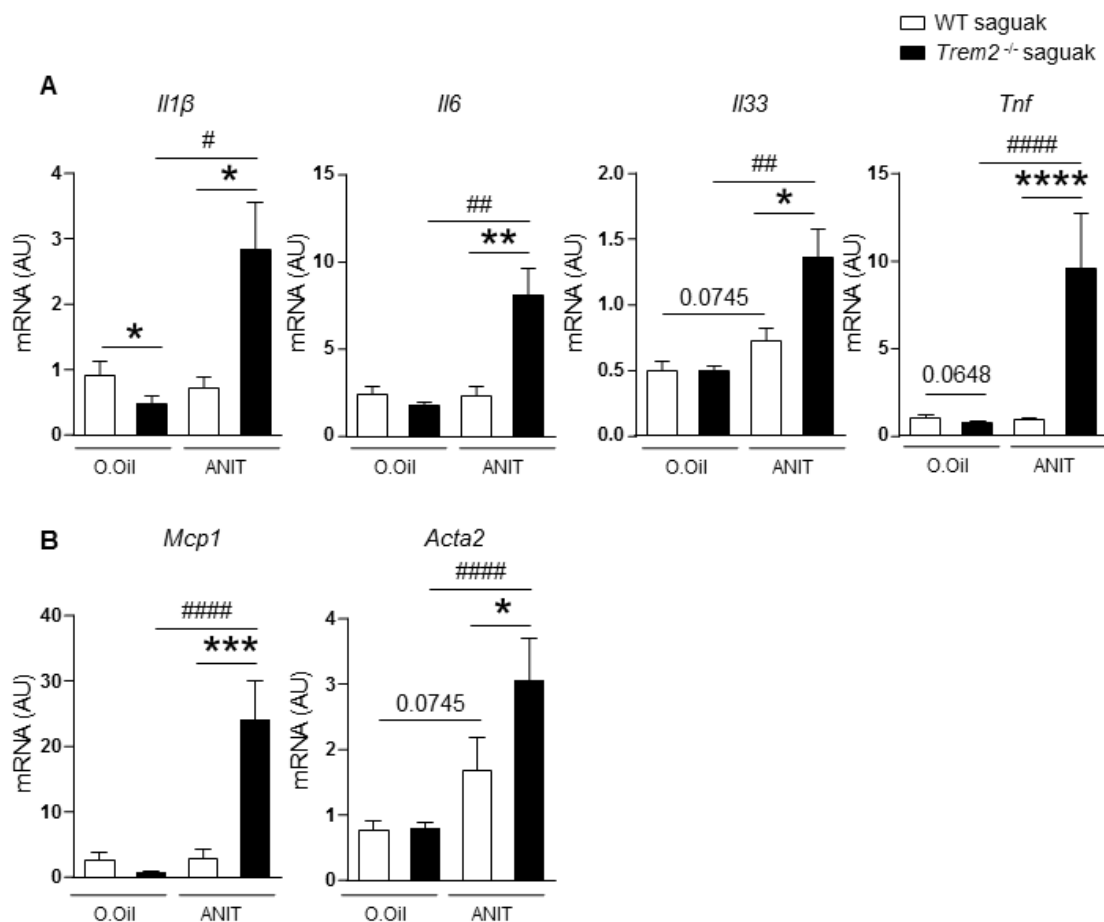 WT saguak
Trem2 -/- saguak
A
Il1β
Il6
Il33
Tnf
#
*
*
mRNA (AU)
4
3
2
1
0
O.Oil
ANIT
##
**
mRNA (AU)
15
10
5
0
O.Oil
ANIT
##
*
0.0745
mRNA (AU)
2.0
1.5
1.0
0.5
0.0
O.Oil
ANIT
####
****
0.0648
mRNA (AU)
15
10
5
0
O.Oil
ANIT
B
Mcp1
Acta2
####
***
mRNA (AU)
40
30
20
10
0
O.Oil
ANIT
####
*
0.0745
mRNA (AU)
4
3
2
1
0
O.Oil
ANIT